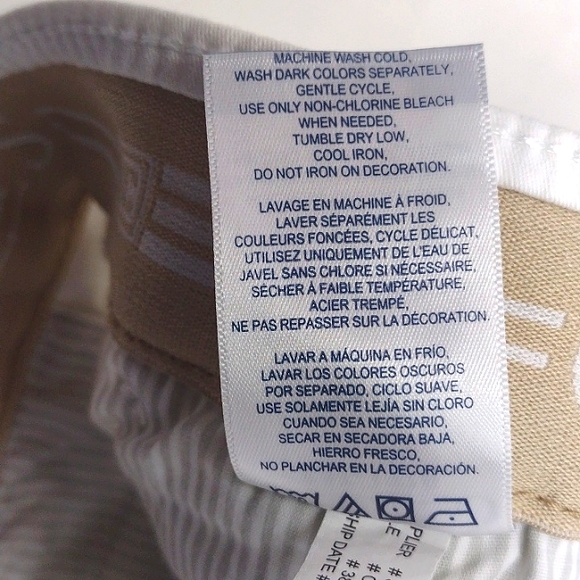 MACHINE WASH COLD,
WASH DARK COLORS SEPARATELY,
GENTLE CYCLE,
USE ONLY NON-CHLORINE BLEACH
WHEN NEEDED,
TUMBLE DRY LOW,
COOL IRON,
DO NOT IRON ON DECORATION.
LAVAGE EN MACHINE À FROID,
LAVER SÉPARÉMENT LES
COULEURS FONCÉES, CYCLE DÉLICAT,
UTILISEZ UNIQUEMENT DE L'EAU DE
JAVEL SANS CHLORE SI NÉCESSAIRE,
SÉCHER À FAIBLE TEMPÉRATURE,
ACIER TREMPÉ,
NE PAS REPASSER SUR LA DÉCORATION.
LAVAR A MÁQUINA EN FRÍO,
LAVAR LOS COLORES OSCUROS
POR SEPARADO, CICLO SUAVE,
USE SOLAMENTE LEJÍA SIN CLORO
CUANDO SEA NECESARIO,
SECAR EN SECADORA BAJA,
HIERRO FRESCO,
NO PLANCHAR EN LA DECORACIÓN.
PLIER #
HIP DATE #